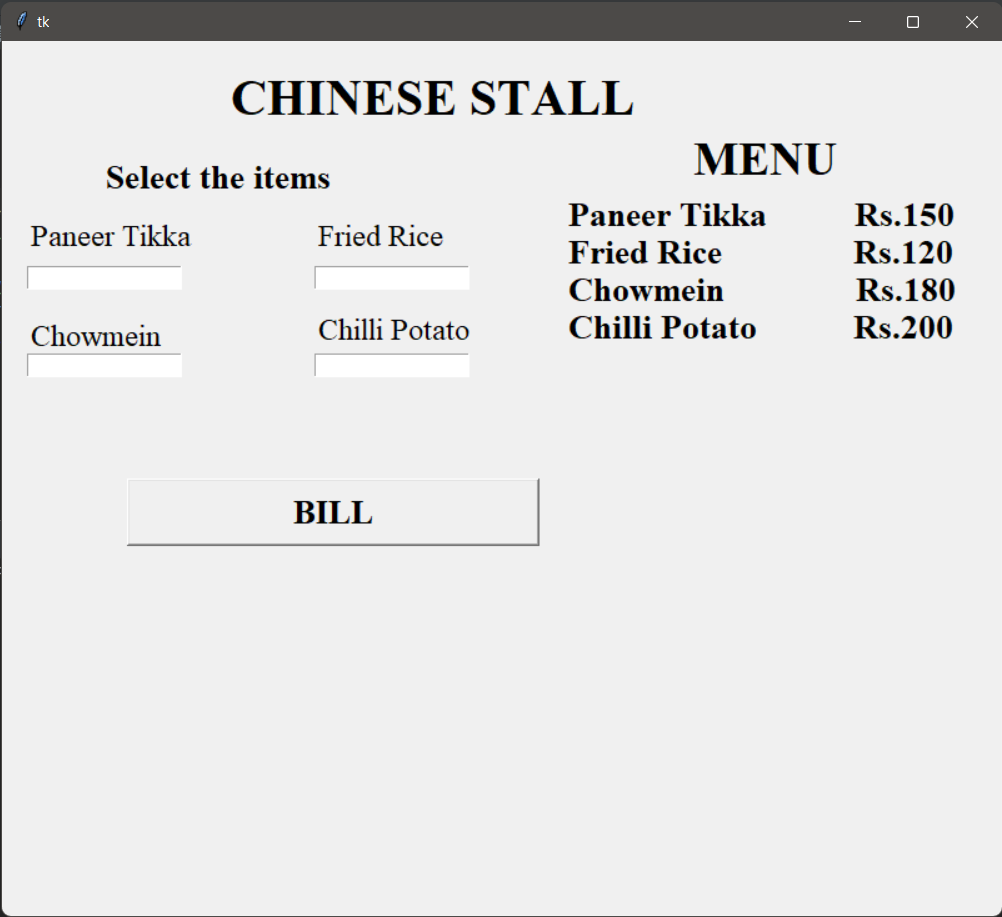 tk
CHINESE STALL
MENU
Select the items
Paneer Tikka Rs.150
Fried Rice Rs.120
Chowmein Rs.180
Chilli Potato Rs.200
Paneer Tikka
Fried Rice
Chowmein
Chilli Potato
BILL